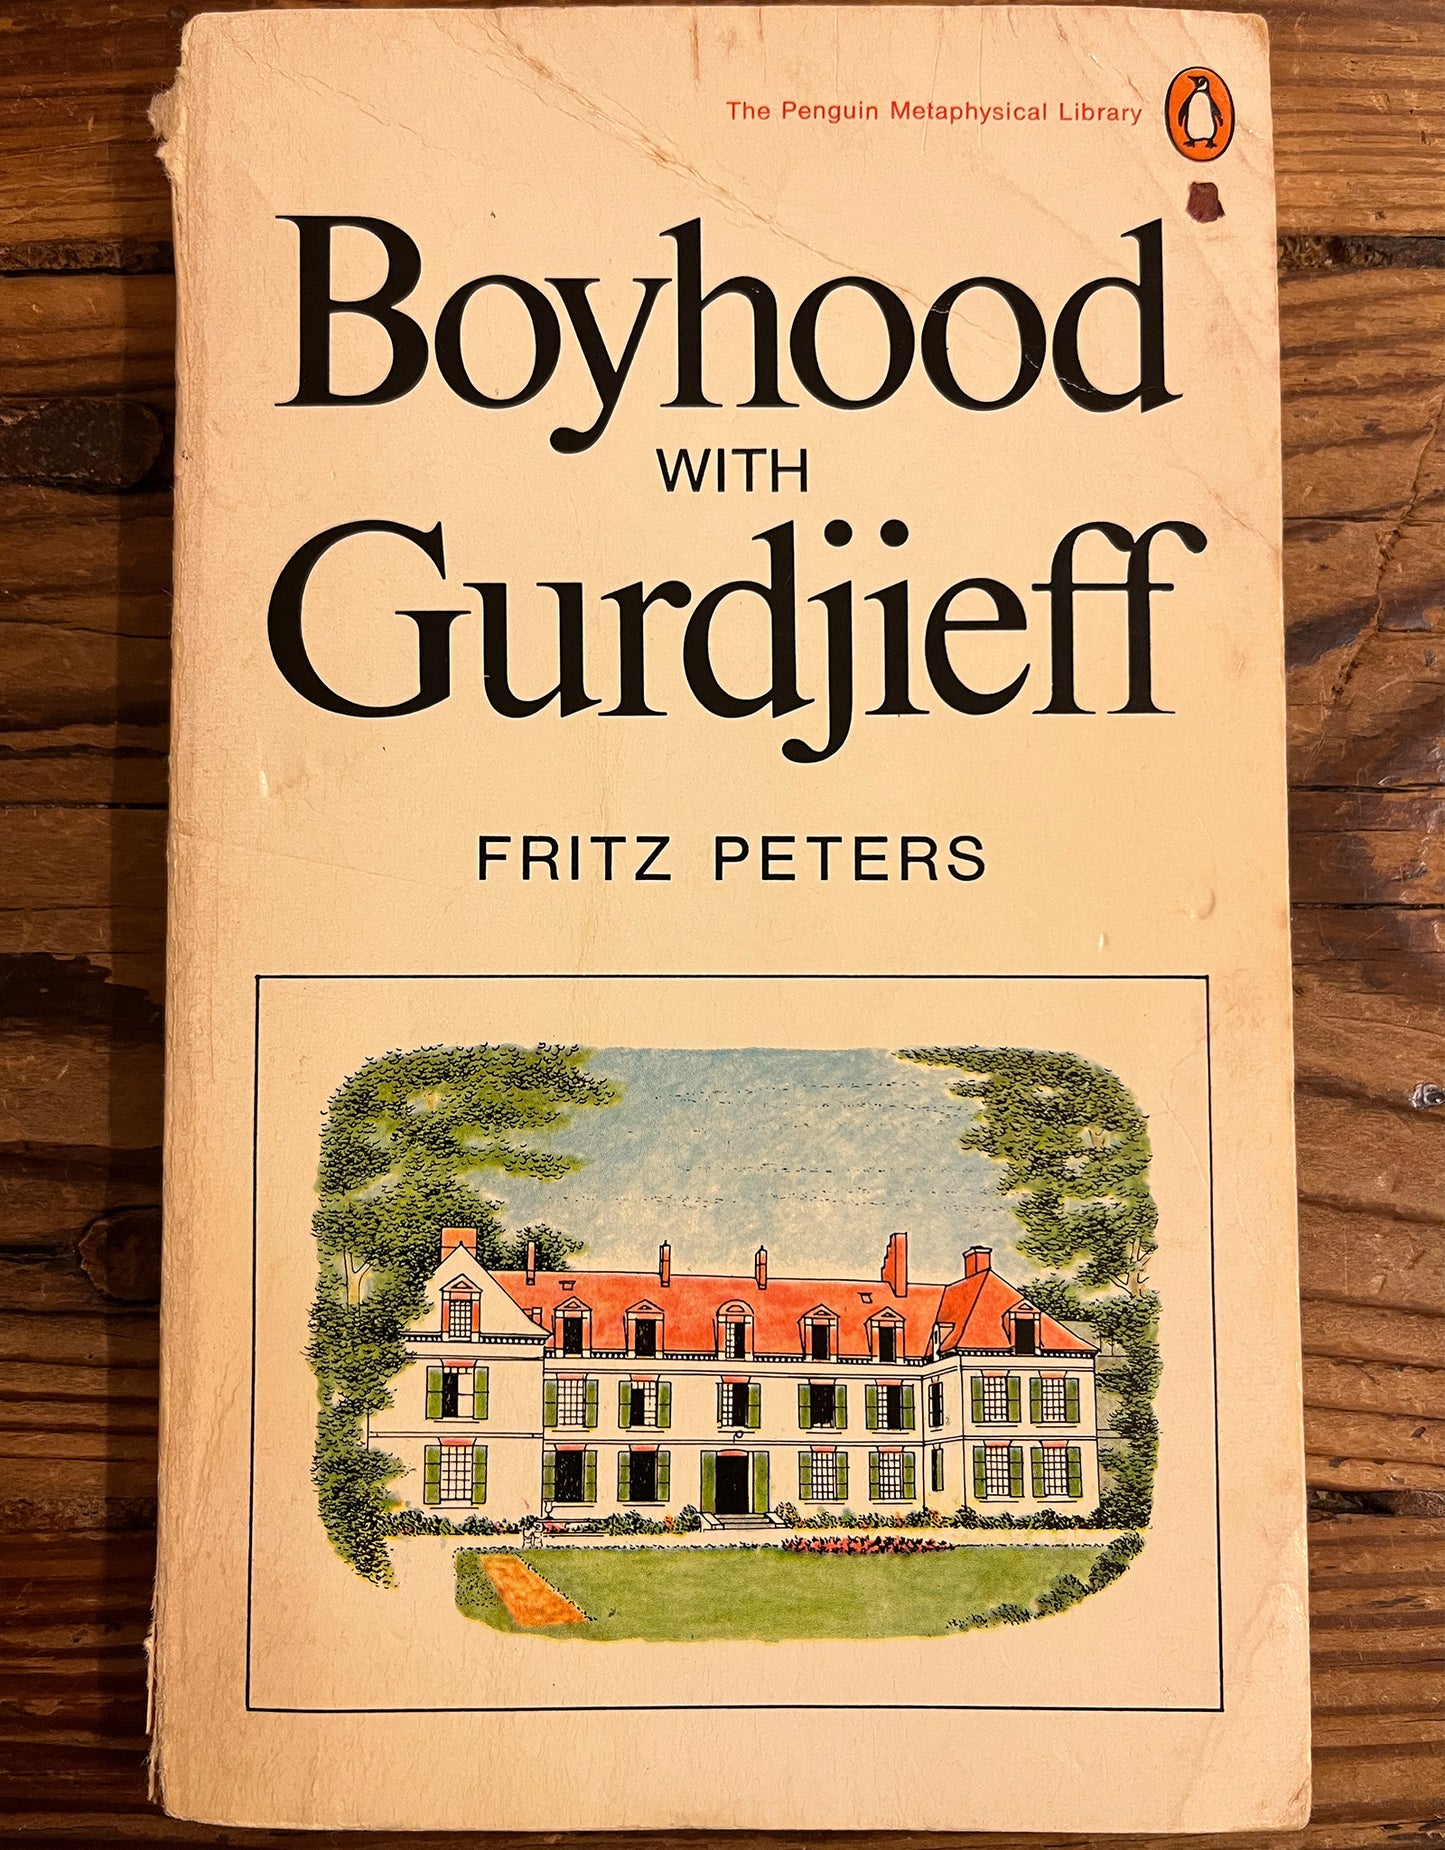 The Penguin Metaphysical Library
Boyhood
WITH
Gurdjieff
FRITZ PETERS